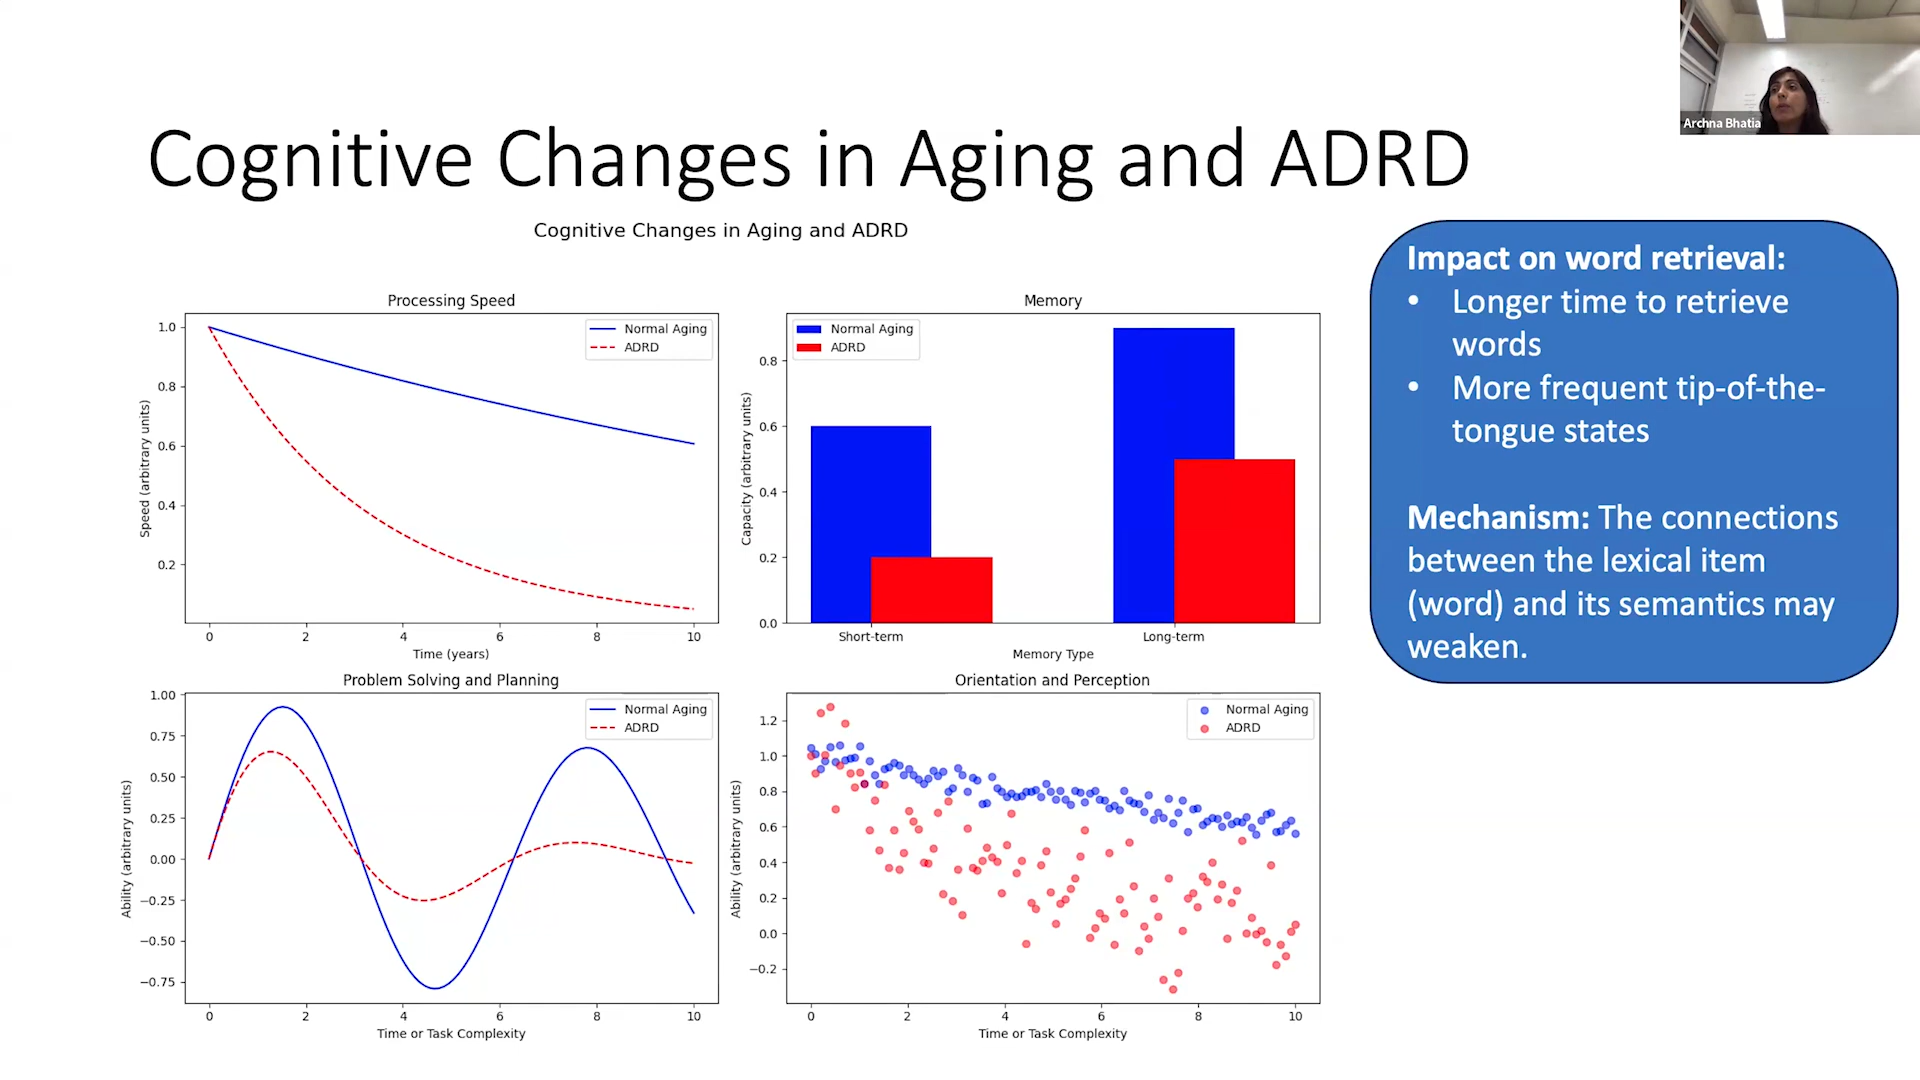 Archna Bhatia
Cognitive Changes in Aging and ADRD
Cognitive Changes in Aging and ADRD
Processing Speed
Normal Aging
ADRD
Speed (arbitrary units)
1.0
0.8
0.6
0.4
0.2
0 2 4 6 8 10
Time (years)
Memory
Normal Aging
ADRD
Capacity (arbitrary units)
0.8
0.6
0.4
0.2
0.0
Short-term Long-term
Memory Type
Problem Solving and Planning
Normal Aging
ADRD
Ability (arbitrary units)
1.00
0.75
0.50
0.25
0.00
−0.25
−0.50
−0.75
0 2 4 6 8 10
Time or Task Complexity
Orientation and Perception
Normal Aging
ADRD
Ability (arbitrary units)
1.2
1.0
0.8
0.6
0.4
0.2
0.0
−0.2
0 2 4 6 8 10
Time or Task Complexity
Impact on word retrieval:
• Longer time to retrieve
words
• More frequent tip-of-the-
tongue states
Mechanism: The connections
between the lexical item
(word) and its semantics may
weaken.